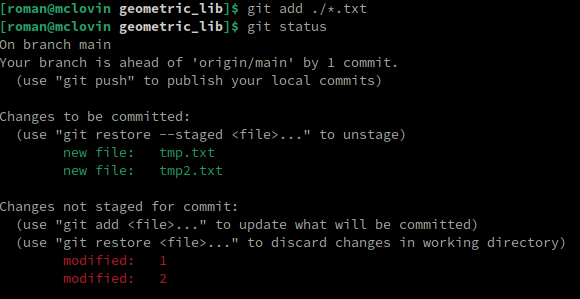 [roman@mclovin geometric_lib]$ git add ./*.txt
[roman@mclovin geometric_lib]$ git status
On branch main
Your branch is ahead of 'origin/main' by 1 commit.
  (use "git push" to publish your local commits)

Changes to be committed:
  (use "git restore --staged <file>..." to unstage)
        new file:   tmp.txt
        new file:   tmp2.txt

Changes not staged for commit:
  (use "git add <file>..." to update what will be committed)
  (use "git restore <file>..." to discard changes in working directory)
        modified:   1
        modified:   2